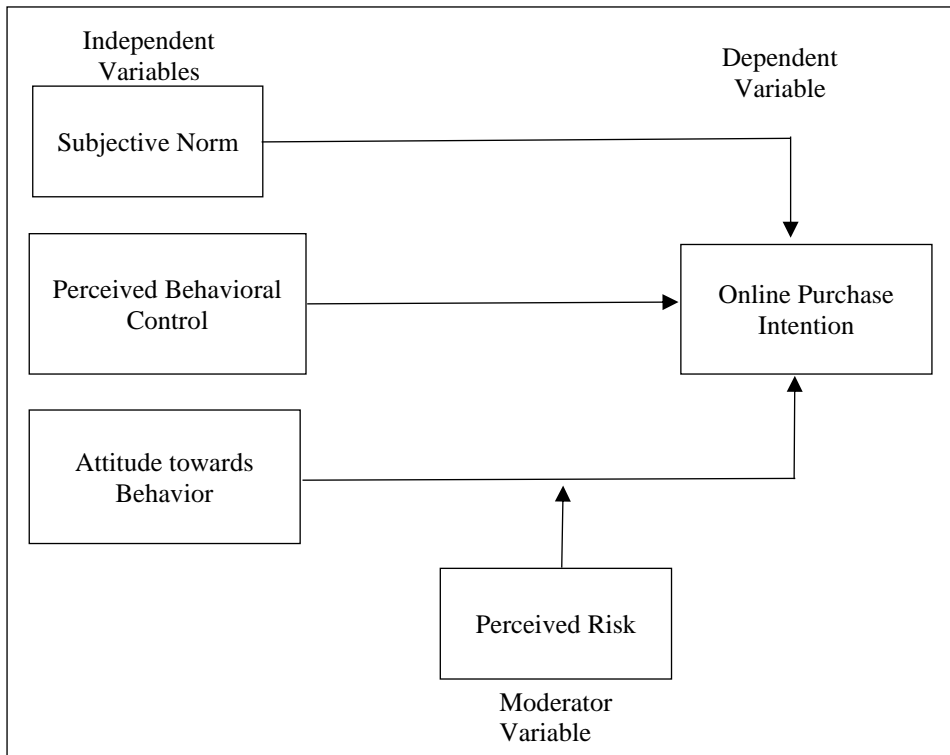 Independent
Variables
Dependent
Variable
Subjective Norm
Perceived Behavioral
Control
Online Purchase
Intention
Attitude towards
Behavior
Perceived Risk
Moderator
Variable